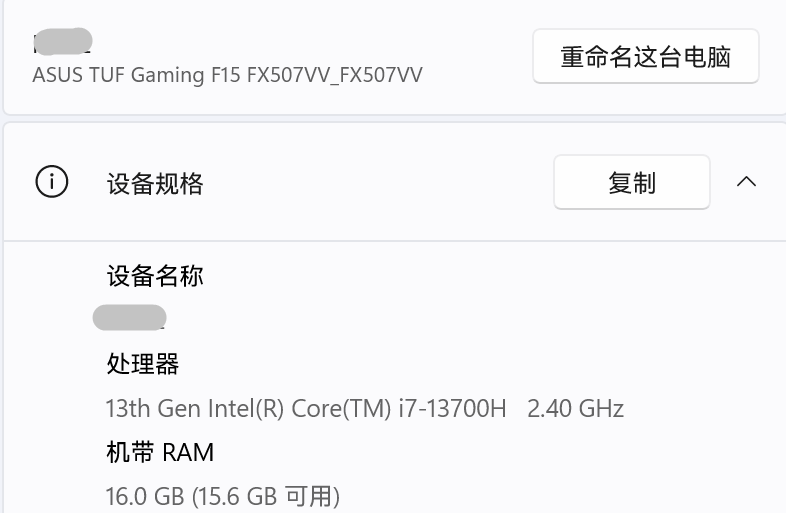 ASUS TUF Gaming F15 FX507VV_FX507VV
重命名这台电脑
设备规格
复制
设备名称
处理器
13th Gen Intel(R) Core(TM) i7-13700H 2.40 GHz
机带 RAM
16.0 GB (15.6 GB 可用)